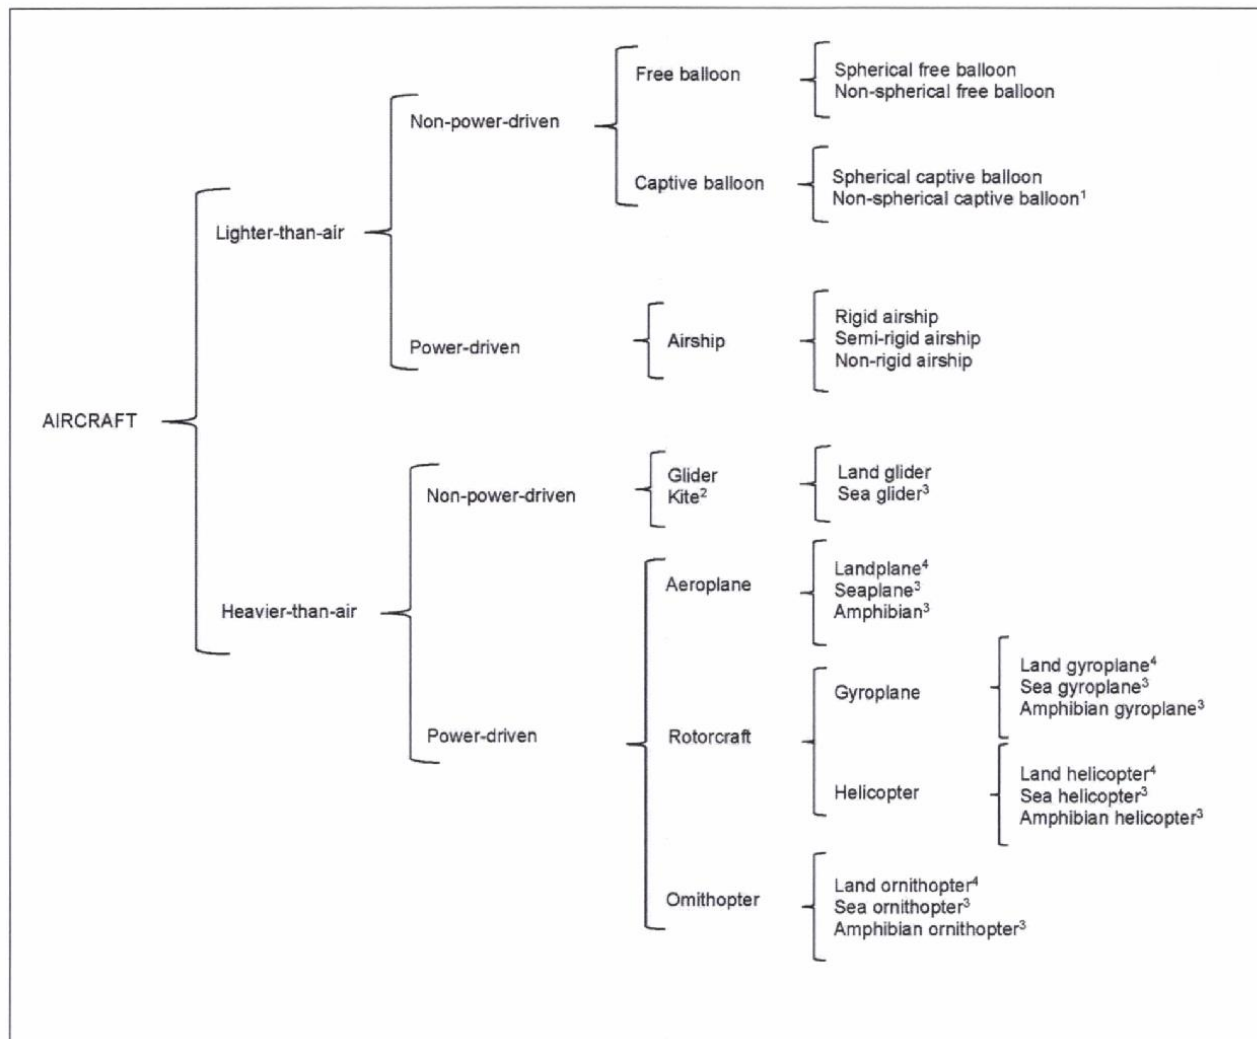 Free balloon
Spherical free balloon
Non-spherical free balloon
Non-power-driven
Captive balloon
Spherical captive balloon
Non-spherical captive balloon¹
Lighter-than-air
Power-driven
Airship
Rigid airship
Semi-rigid airship
Non-rigid airship
AIRCRAFT
Non-power-driven
Glider
Kite²
Land glider
Sea glider³
Heavier-than-air
Aeroplane
Landplane⁴
Seaplane³
Amphibian³
Power-driven
Rotorcraft
Gyroplane
Land gyroplane⁴
Sea gyroplane³
Amphibian gyroplane³
Helicopter
Land helicopter⁴
Sea helicopter³
Amphibian helicopter³
Omithopter
Land ornithopter⁴
Sea ornithopter³
Amphibian ornithopter³